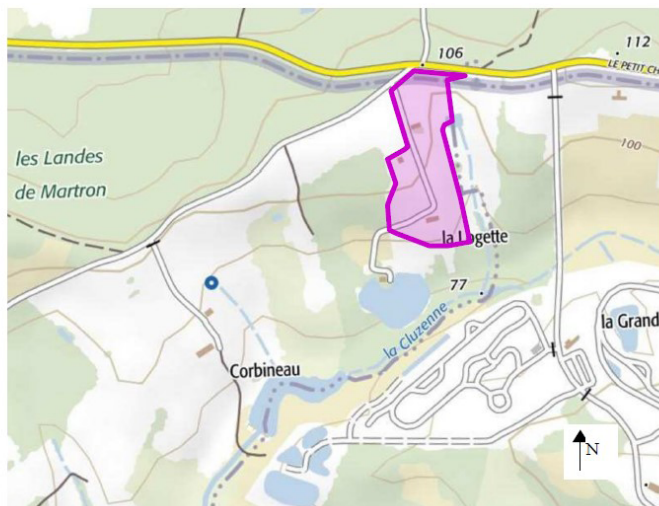 106
112
LE PETIT CH
les Landes
de Martron
100
la Logette
77
la Cluzenne
la Grand
Corbineau
N